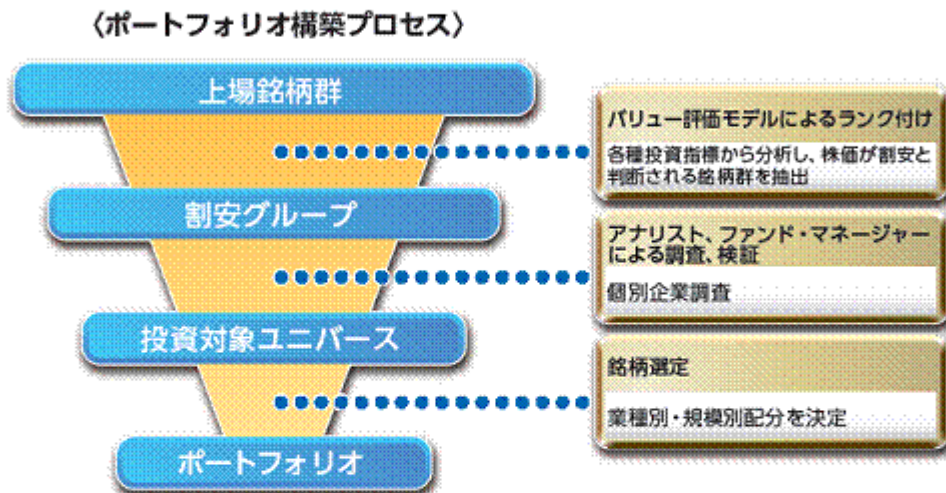 〈ポートフォリオ構築プロセス〉
上場銘柄群
バリュー評価モデルによるランク付け
各種投資指標から分析し、株価が割安と
判断される銘柄群を抽出
割安グループ
アナリスト、ファンド・マネージャー
による調査、検証
個別企業調査
投資対象ユニバース
銘柄選定
業種別・規模別配分を決定
ポートフォリオ